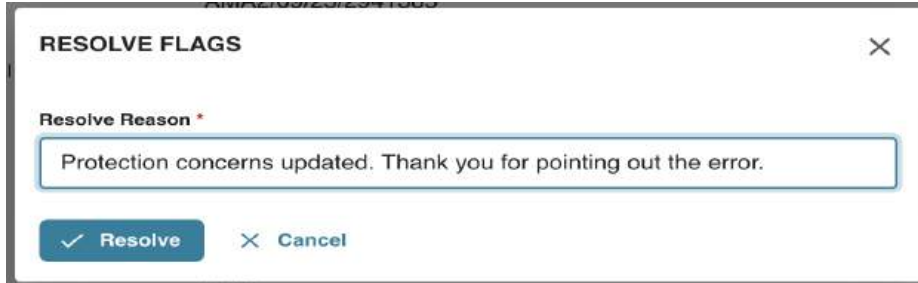 RESOLVE FLAGS
Resolve Reason *
Protection concerns updated. Thank you for pointing out the error.
Resolve
Cancel